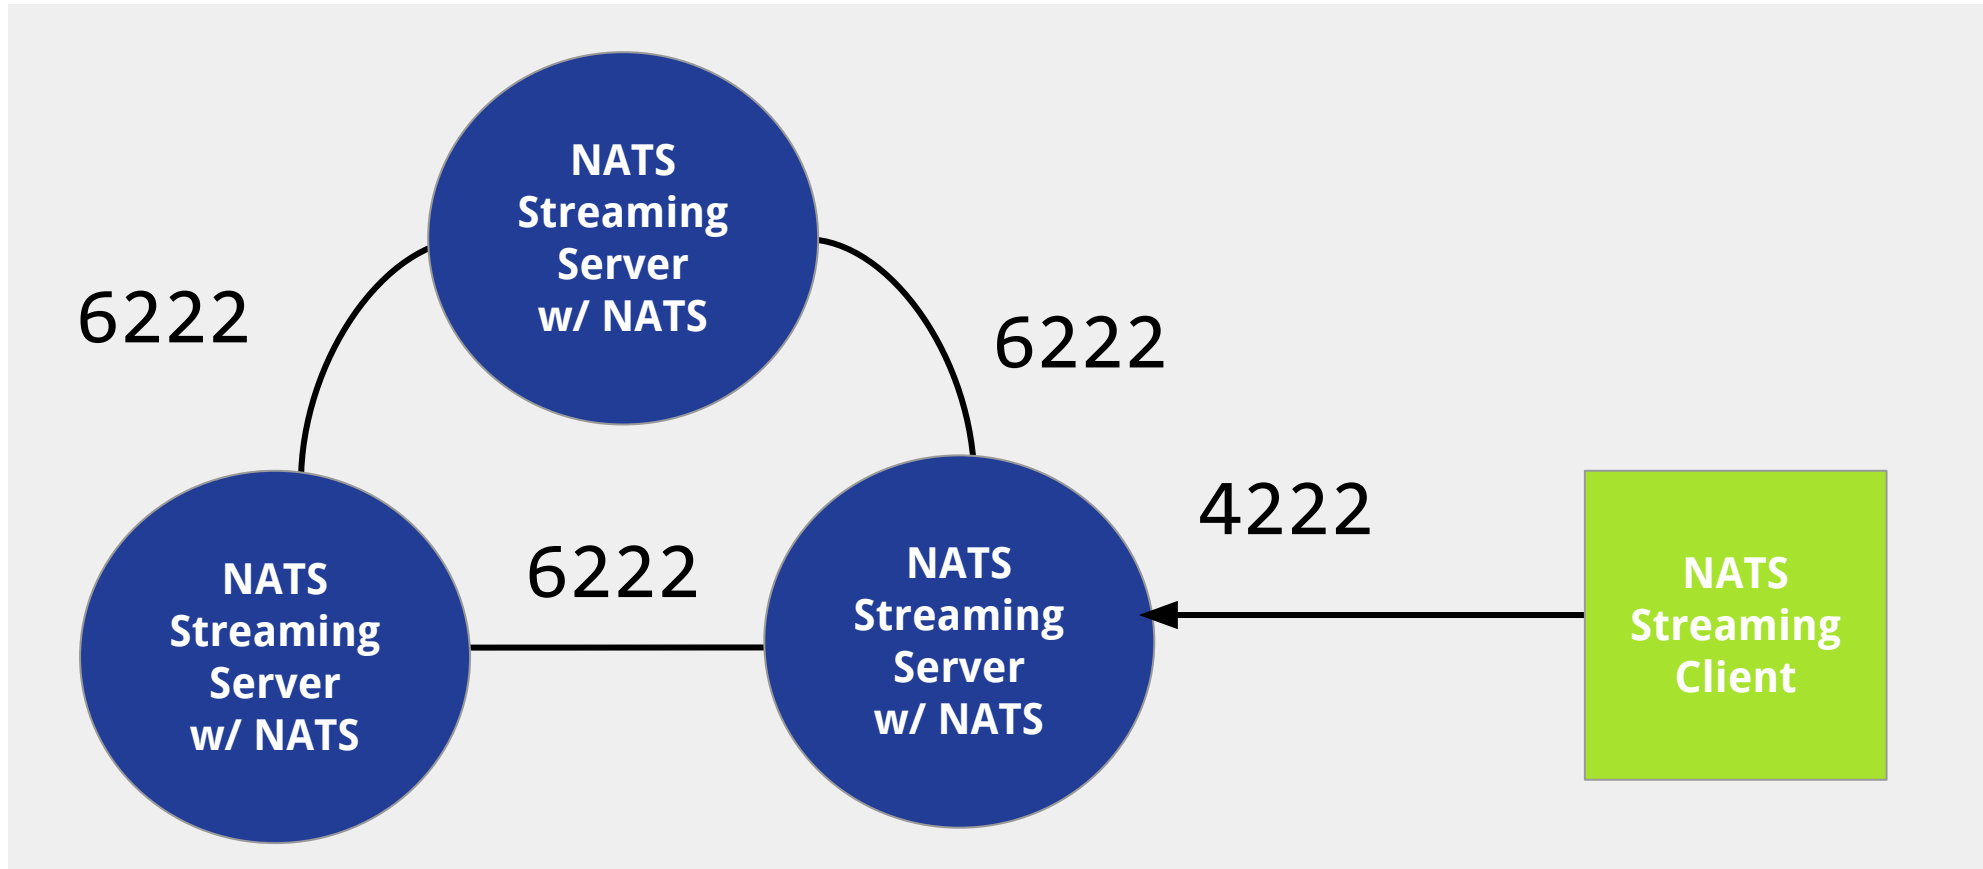 NATS
Streaming
Server
w/ NATS
6222
6222
4222
6222
NATS
Streaming
Server
w/ NATS
NATS
Streaming
Server
w/ NATS
NATS
Streaming
Client